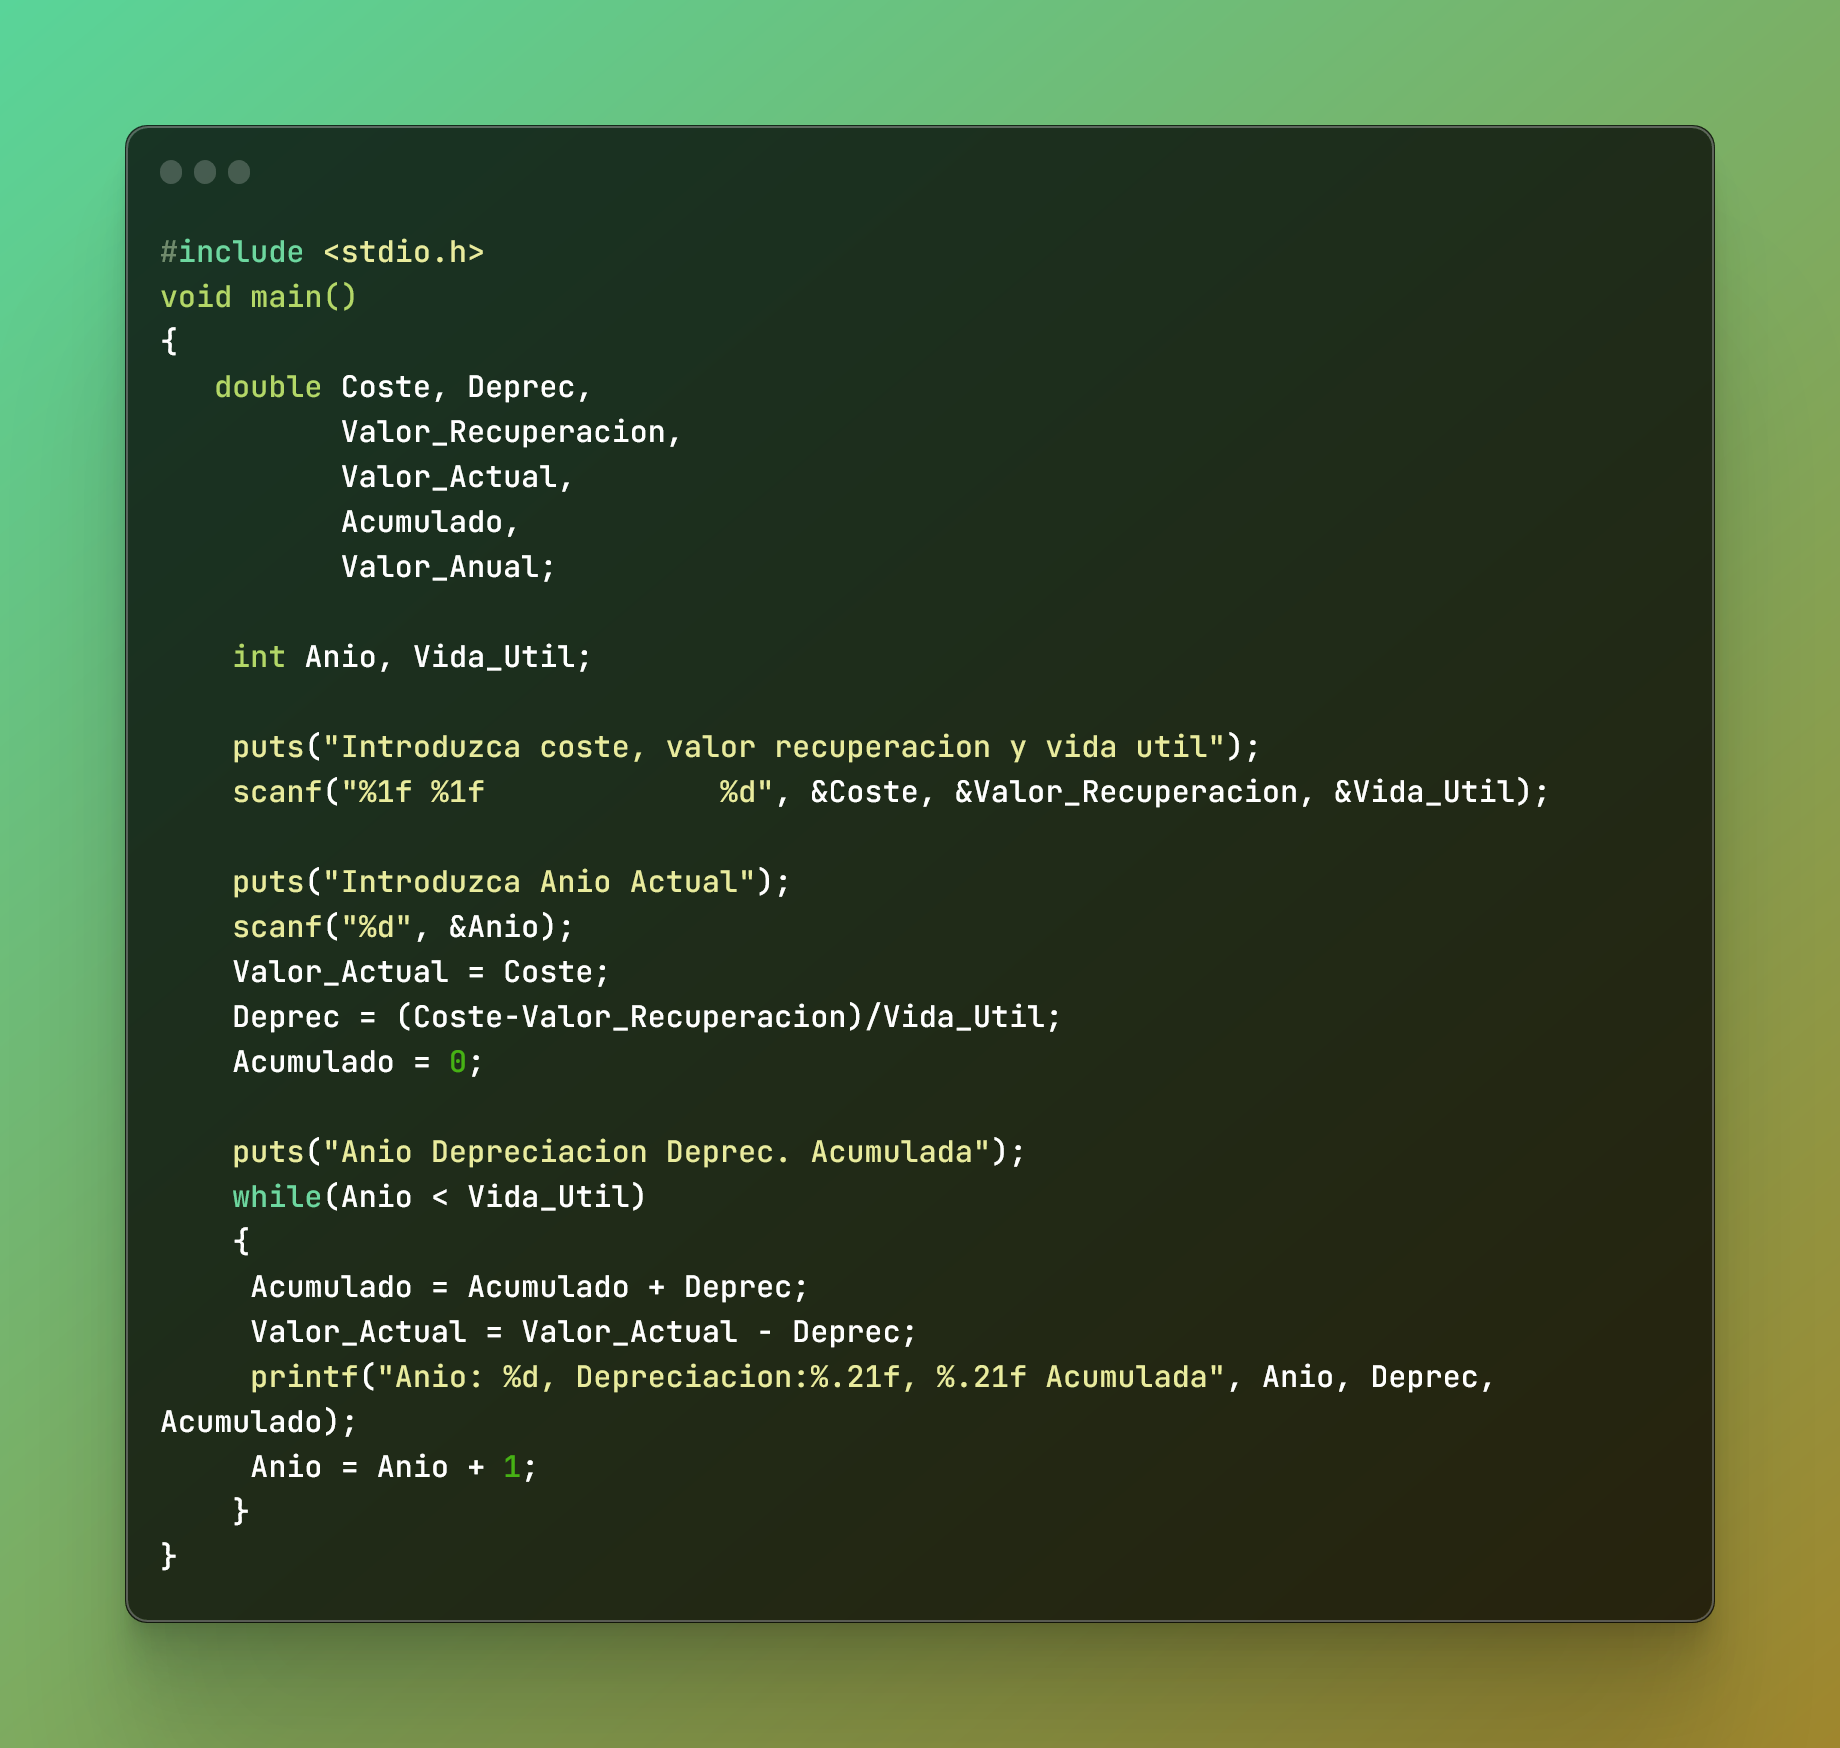 #include <stdio.h>
void main()
{
   double Coste, Deprec,
          Valor_Recuperacion,
          Valor_Actual,
          Acumulado,
          Valor_Anual;

    int Anio, Vida_Util;

    puts("Introduzca coste, valor recuperacion y vida util");
    scanf("%1f %1f             %d", &Coste, &Valor_Recuperacion, &Vida_Util);

    puts("Introduzca Anio Actual");
    scanf("%d", &Anio);
    Valor_Actual = Coste;
    Deprec = (Coste-Valor_Recuperacion)/Vida_Util;
    Acumulado = 0;

    puts("Anio Depreciacion Deprec. Acumulada");
    while(Anio < Vida_Util)
    {
     Acumulado = Acumulado + Deprec;
     Valor_Actual = Valor_Actual - Deprec;
     printf("Anio: %d, Depreciacion:%.21f, %.21f Acumulada", Anio, Deprec,
Acumulado);
     Anio = Anio + 1;
    }
}